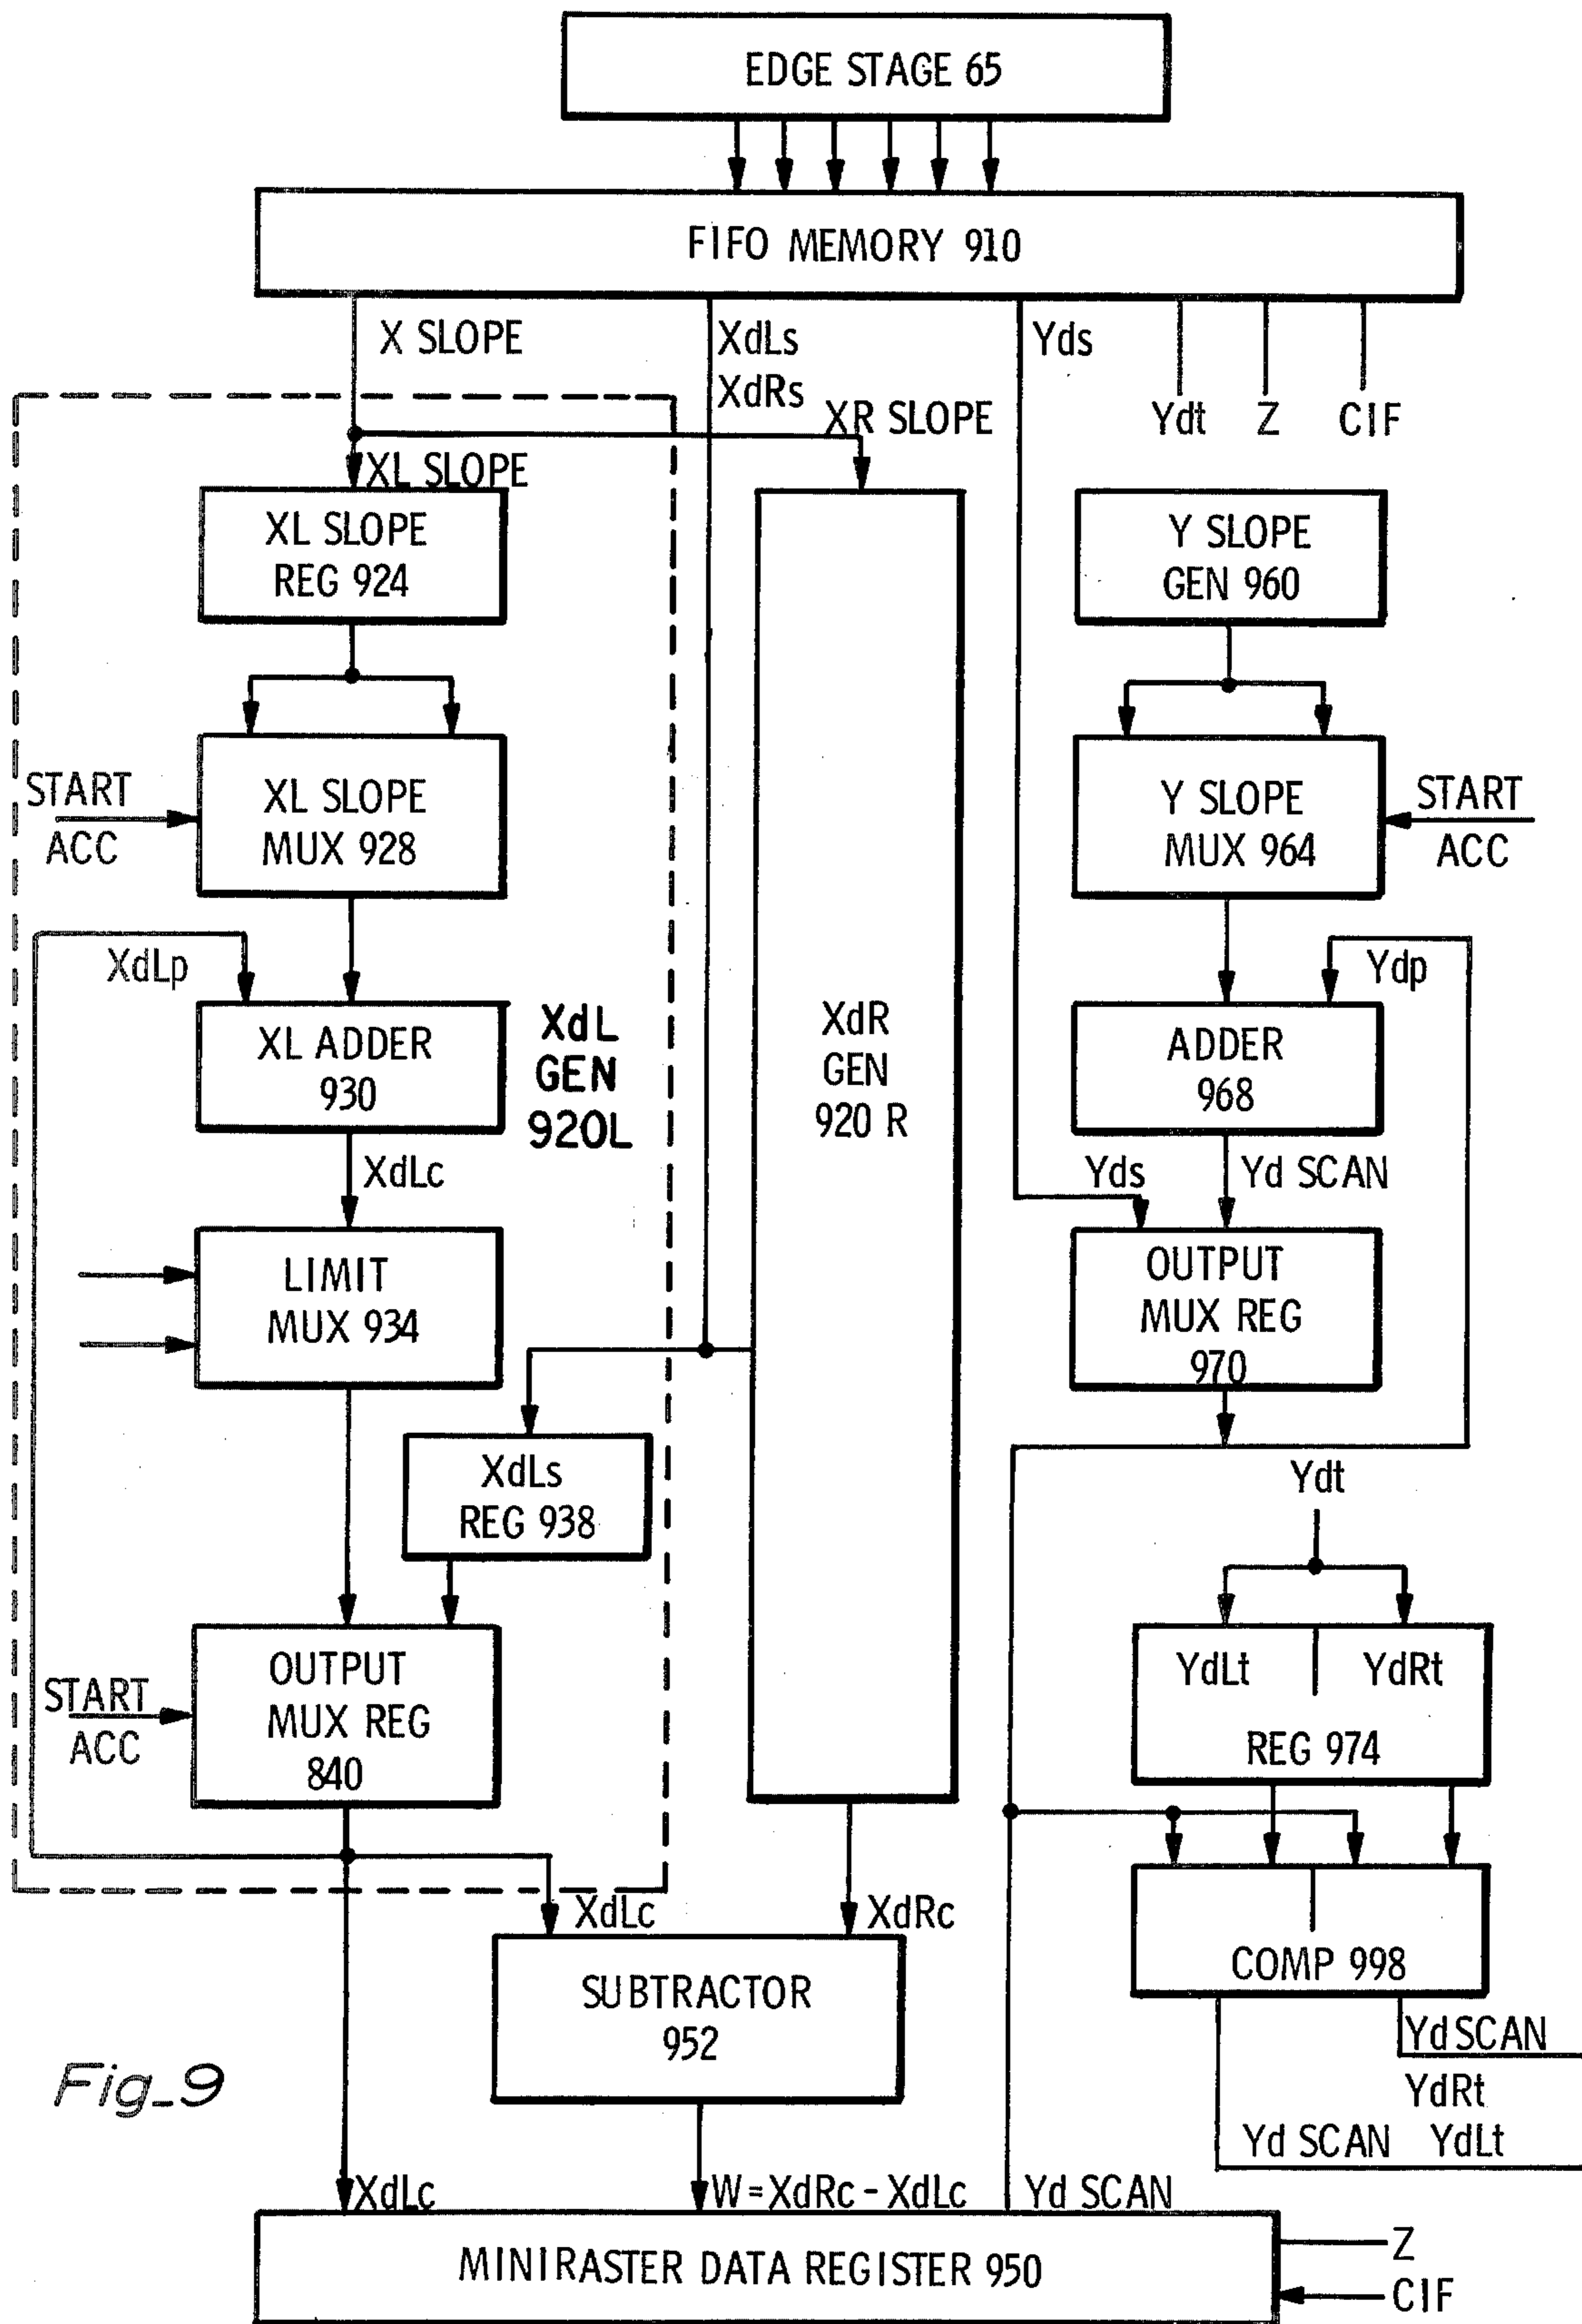 EDGE STAGE 65
FIFO MEMORY 910
X SLOPE
XdLs
XdRs
Yds
Ydt
Z
CIF
XR SLOPE
XL SLOPE
XL SLOPE
REG 924
Y SLOPE
GEN 960
START
ACC
XL SLOPE
MUX 928
Y SLOPE
MUX 964
START
ACC
XdLp
Ydp
XL ADDER
930
XdL
GEN
920L
XdR
GEN
920 R
ADDER
968
XdLc
Yds
Yd SCAN
LIMIT
MUX 934
OUTPUT
MUX REG
970
XdLs
REG 938
Ydt
START
ACC
OUTPUT
MUX REG
840
YdLt
YdRt
REG 974
XdLc
XdRc
SUBTRACTOR
952
COMP 998
Yd SCAN
YdRt
Yd SCAN YdLt
Fig_9
XdLc
W = XdRc - XdLc
Yd SCAN
MINIRASTER DATA REGISTER 950
Z
CIF